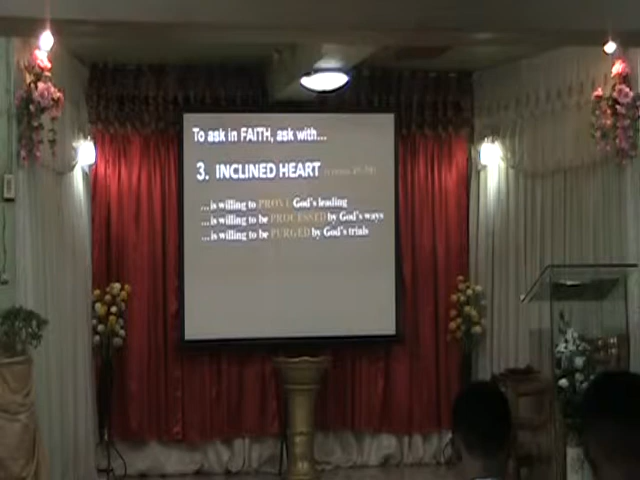 To ask in FAITH, ask with...
3. INCLINED HEART
...is willing to PROVE God's leading
...is willing to be PROCESSED by God's ways
...is willing to be PURGED by God's trials